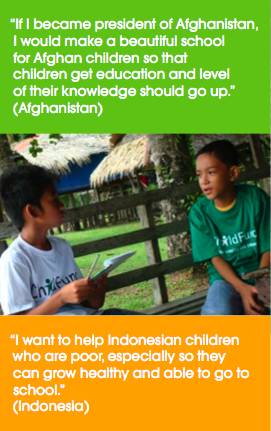 “If I became president of Afghanistan,
I would make a beautiful school
for Afghan children so that
children get education and level
of their knowledge should go up.”
(Afghanistan)
ChildFund
“I want to help Indonesian children
who are poor, especially so they
can grow healthy and able to go to
school.”
(Indonesia)